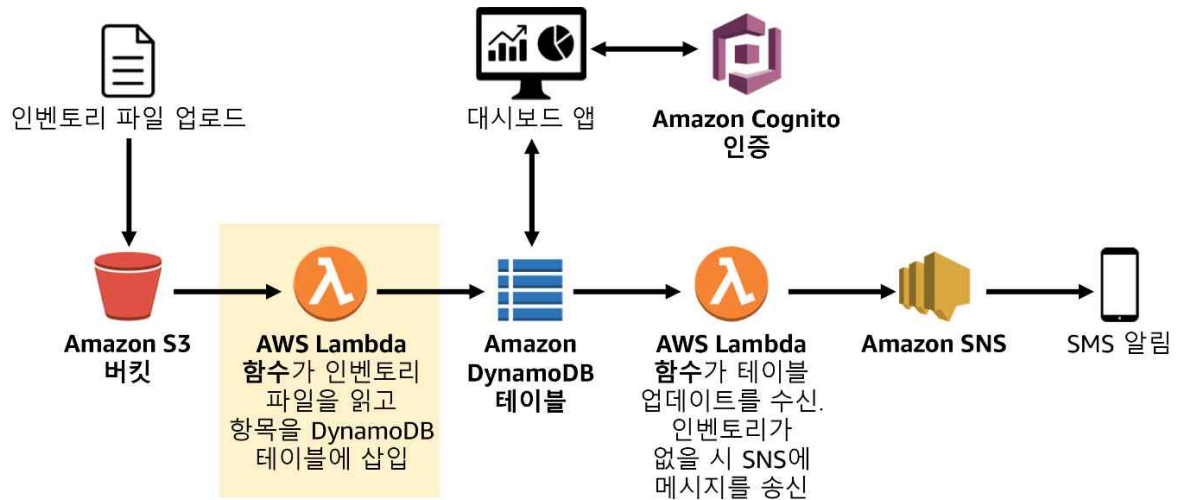 인벤토리 파일 업로드
대시보드 앱
Amazon Cognito
인증
Amazon S3
버킷
AWS Lambda
함수가 인벤토리
파일을 읽고
항목을 DynamoDB
테이블에 삽입
Amazon
DynamoDB
테이블
AWS Lambda
함수가 테이블
업데이트를 수신.
인벤토리가
없을 시 SNS에
메시지를 송신
Amazon SNS
SMS 알림